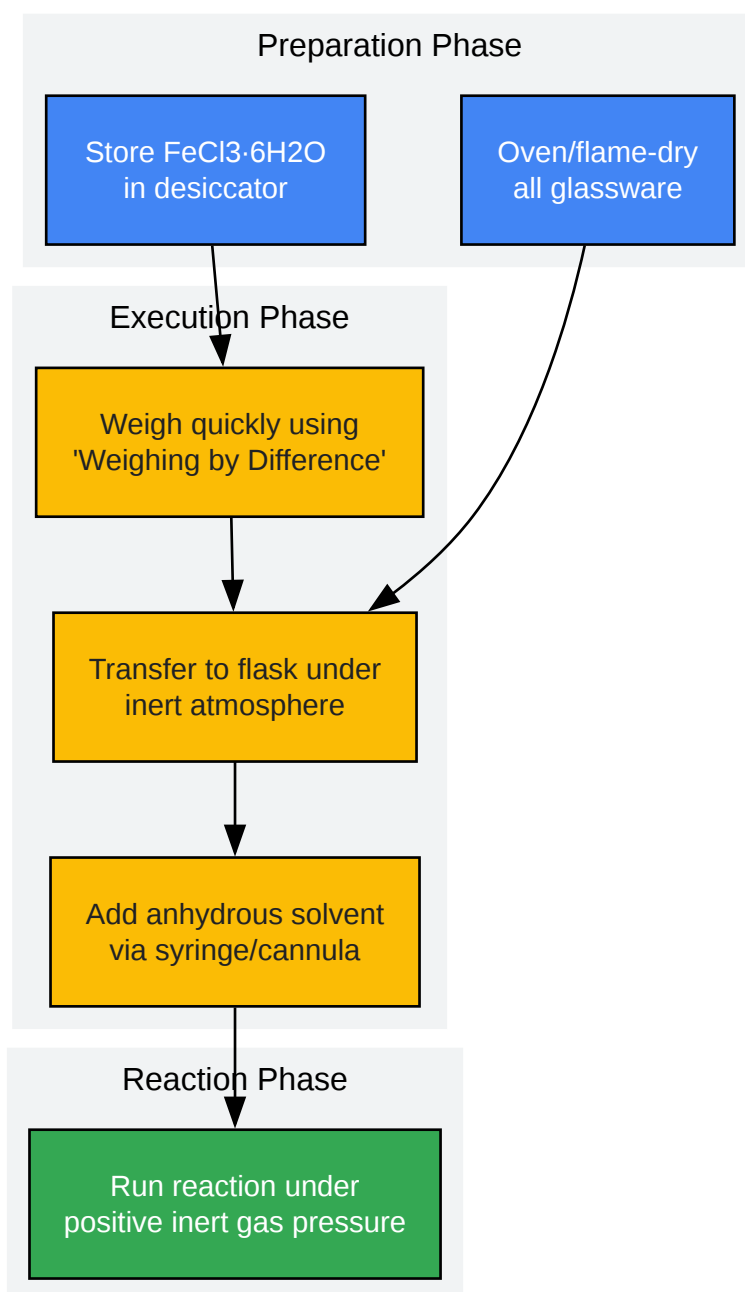 Preparation Phase
Store FeCl3·6H2O
in desiccator
Oven/flame-dry
all glassware
Execution Phase
Weigh quickly using
'Weighing by Difference'
Transfer to flask under
inert atmosphere
Add anhydrous solvent
via syringe/cannula
Reaction Phase
Run reaction under
positive inert gas pressure